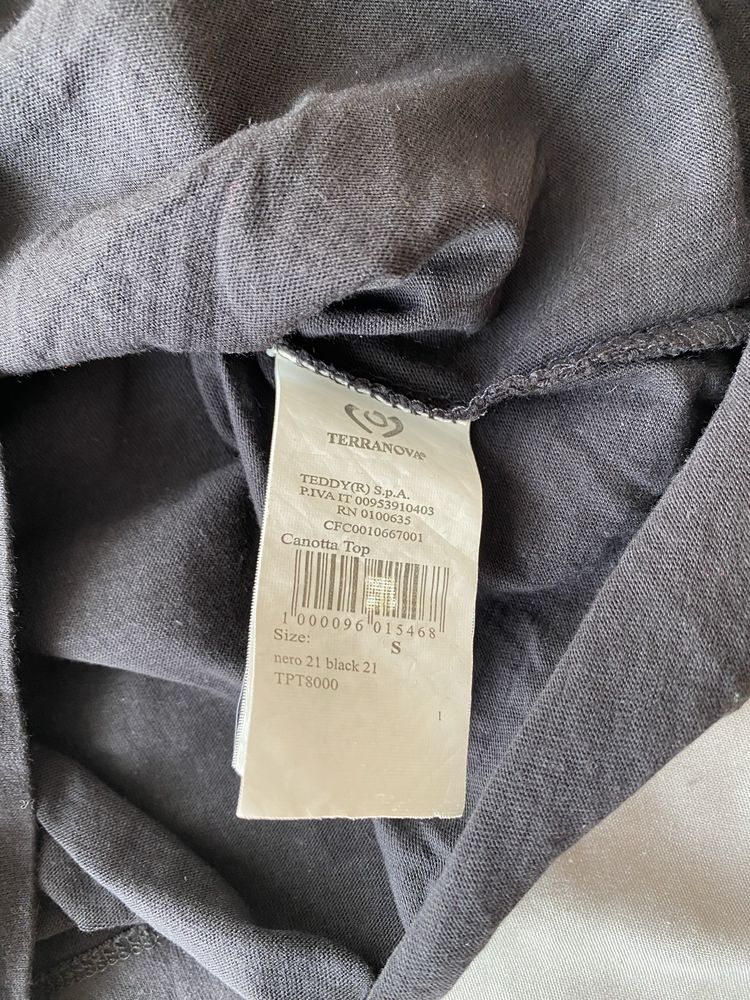 TERRANOVæ
TEDDY(R) S.p.A.
P.IVA IT 00953910403
RN 0100635
CFC0010667001
Canotta Top
1 000096 015468
Size: S
nero 21 black 21
TPT8000
1